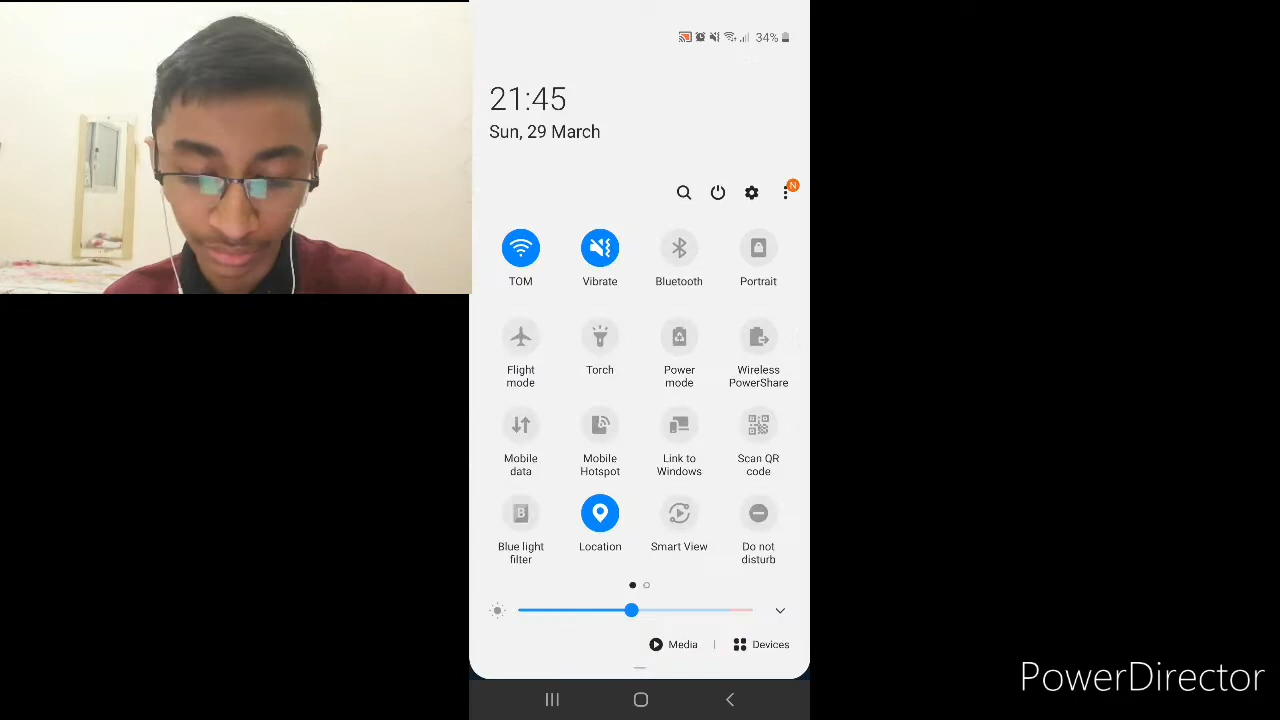 34%
21:45
Sun, 29 March
N
TOM
Vibrate
Bluetooth
Portrait
Flight
mode
Torch
Power
mode
Wireless
PowerShare
Mobile
data
Mobile
Hotspot
Link to
Windows
Scan QR
code
B
Blue light
filter
Location
Smart View
Do not
disturb
Media | Devices
PowerDirector